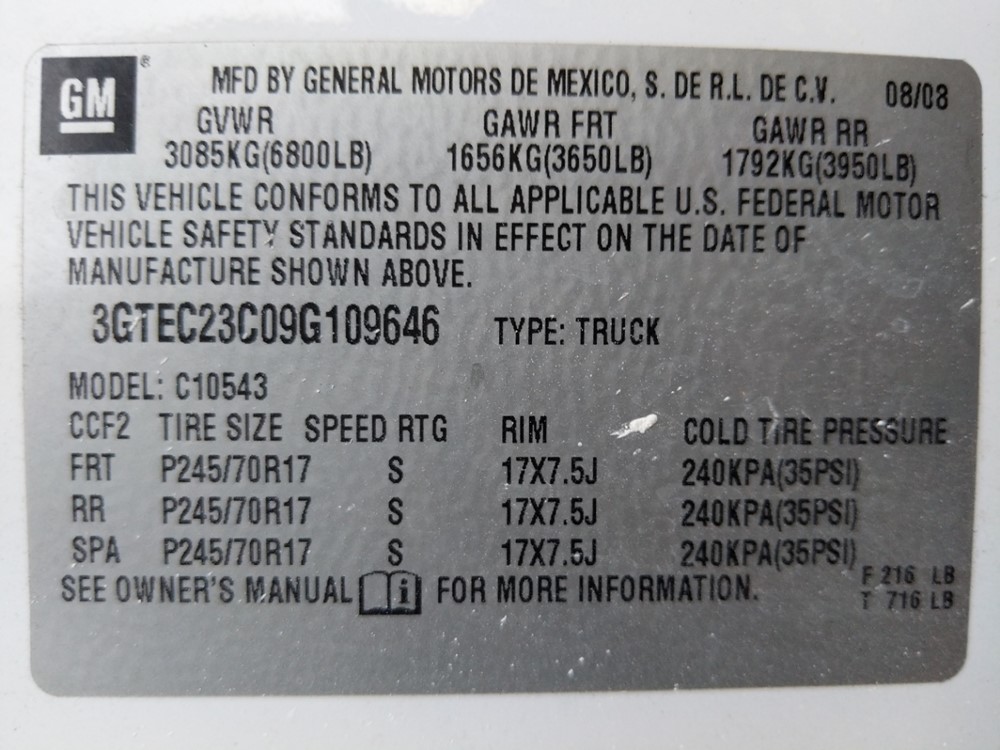 GM ®
MFD BY GENERAL MOTORS DE MEXICO, S. DE R.L. DE C.V. 08/08
GVWR GAWR FRT GAWR RR
3085KG(6800LB) 1656KG(3650LB) 1792KG(3950LB)
THIS VEHICLE CONFORMS TO ALL APPLICABLE U.S. FEDERAL MOTOR
VEHICLE SAFETY STANDARDS IN EFFECT ON THE DATE OF
MANUFACTURE SHOWN ABOVE.
3GTEC23C09G109646 TYPE: TRUCK
MODEL: C10543
CCF2 TIRE SIZE SPEED RTG RIM COLD TIRE PRESSURE
FRT P245/70R17 S 17X7.5J 240KPA(35PSI)
RR P245/70R17 S 17X7.5J 240KPA(35PSI)
SPA P245/70R17 S 17X7.5J 240KPA(35PSI)
F 216 LB
SEE OWNER'S MANUAL i FOR MORE INFORMATION.
T 716 LB